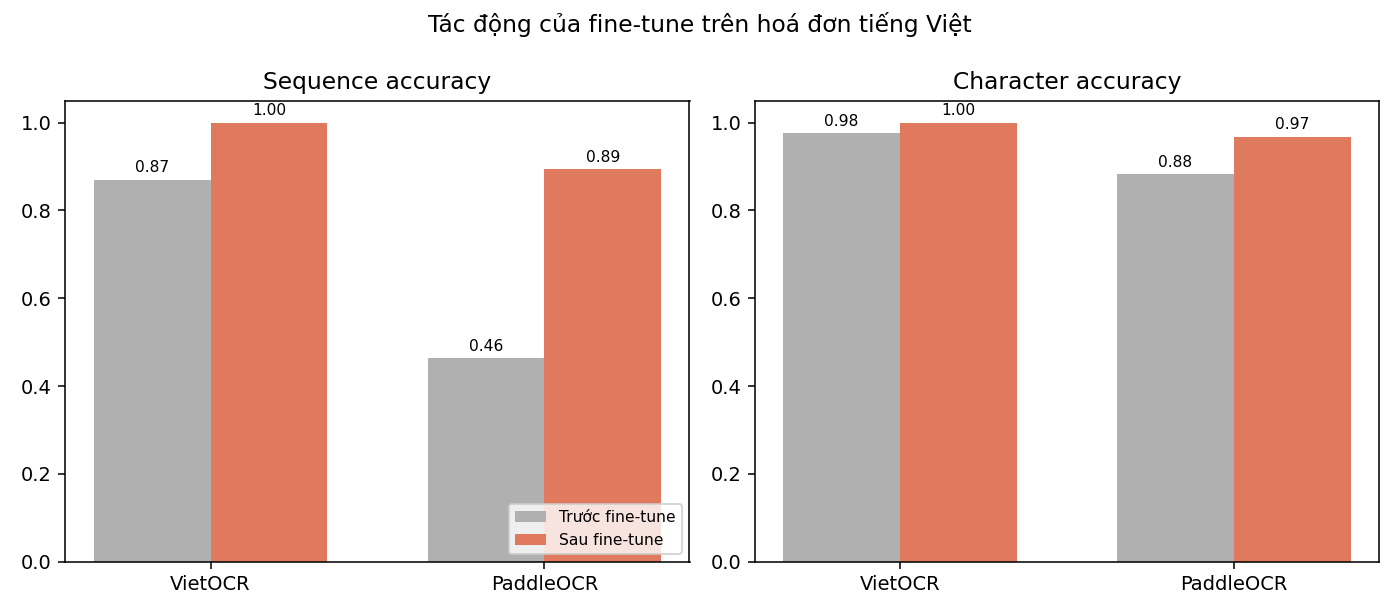 Tác động của fine-tune trên hoá đơn tiếng Việt
Sequence accuracy
1.0
0.8
0.6
0.4
0.2
0.0
0.87
1.00
0.46
0.89
Trước fine-tune
Sau fine-tune
VietOCR
PaddleOCR
Character accuracy
1.0
0.8
0.6
0.4
0.2
0.0
0.98
1.00
0.88
0.97
VietOCR
PaddleOCR